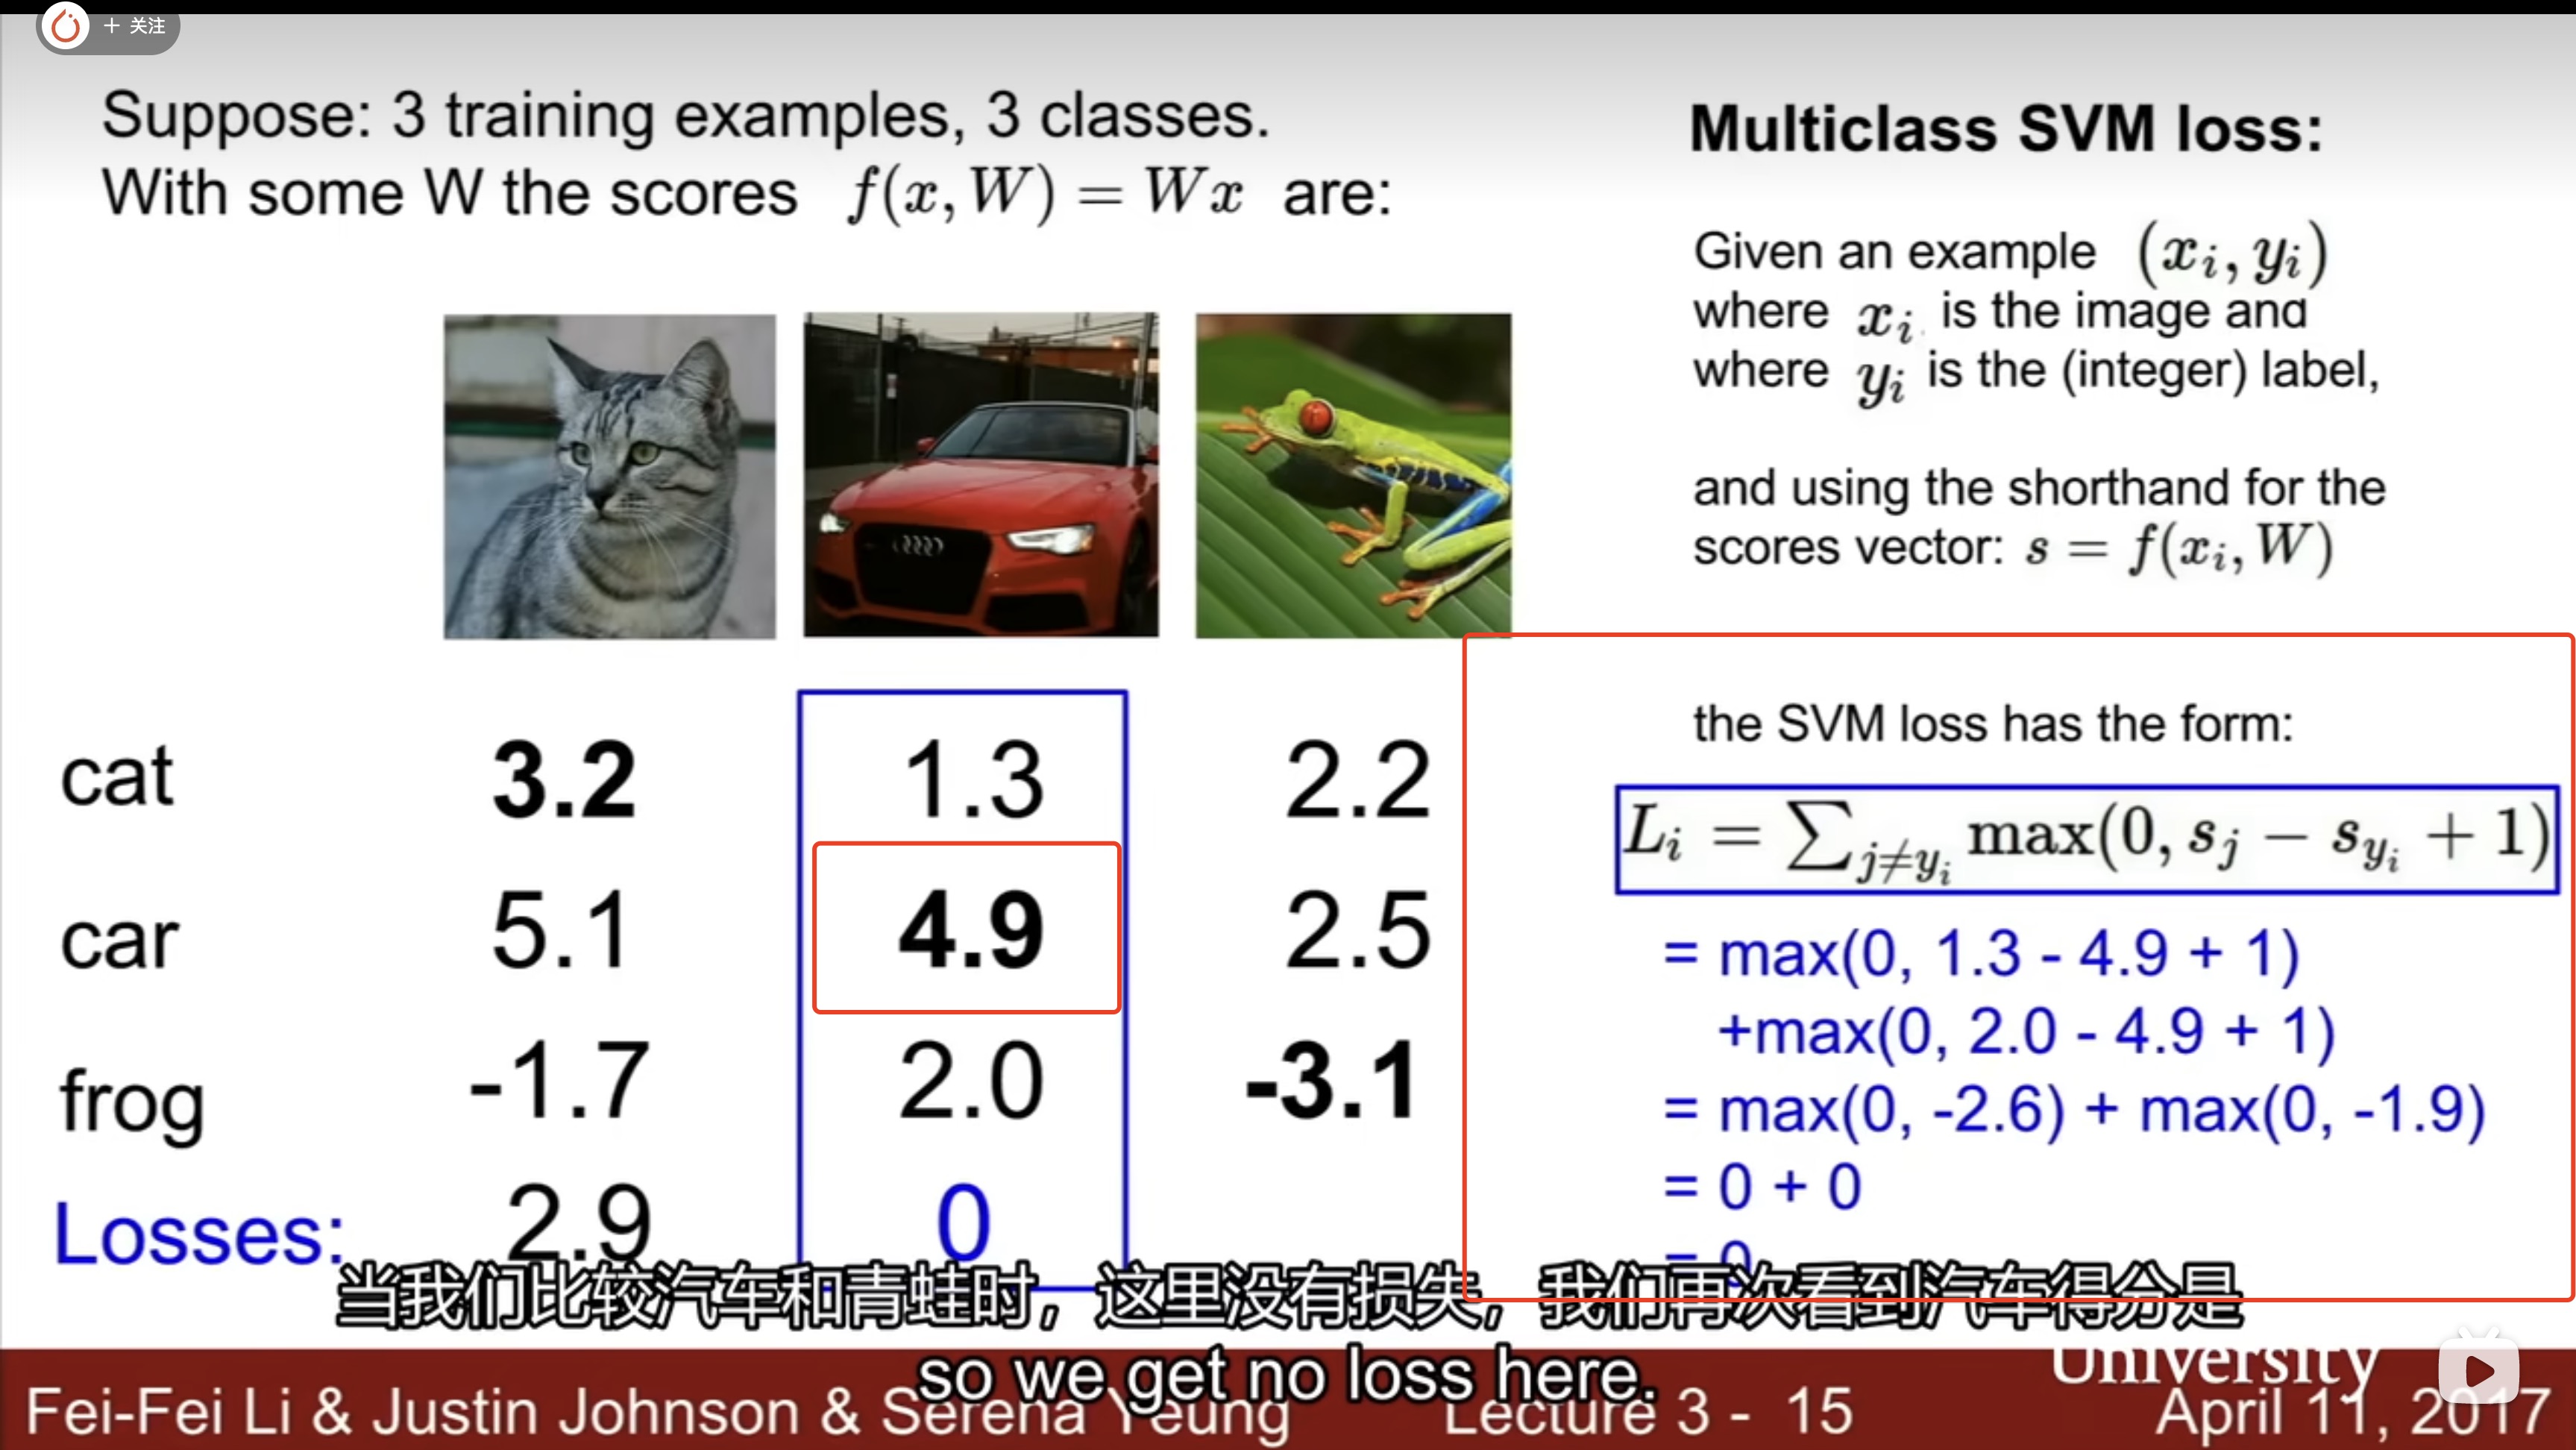 + 关注
Suppose: 3 training examples, 3 classes.
With some W the scores f(x, W) = Wx are:
cat 3.2 1.3 2.2
car 5.1 4.9 2.5
frog -1.7 2.0 -3.1
Losses: 2.9 0
Multiclass SVM loss:
Given an example (x_i, y_i)
where x_i is the image and
where y_i is the (integer) label,
and using the shorthand for the
scores vector: s = f(x_i, W)
the SVM loss has the form:
L_i = ∑_{j≠y_i} max(0, s_j − s_{y_i} + 1)
= max(0, 1.3 - 4.9 + 1)
+max(0, 2.0 - 4.9 + 1)
= max(0, -2.6) + max(0, -1.9)
= 0 + 0
= 0
当我们比较汽车和青蛙时，这里没有损失，我们再次看到汽车得分是
so we get no loss here.
University
Fei-Fei Li & Justin Johnson & Serena Yeung Lecture 3 - 15 April 11, 2017